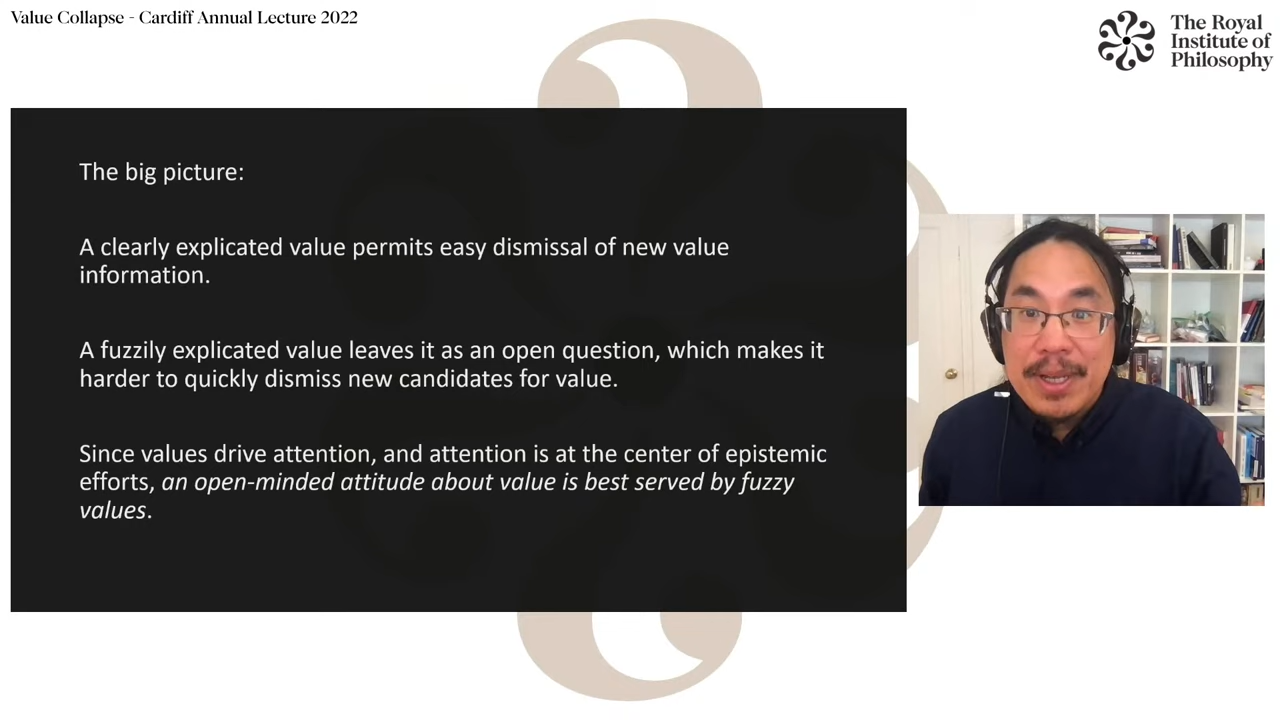 Value Collapse - Cardiff Annual Lecture 2022
The Royal
Institute of
Philosophy
The big picture:
A clearly explicated value permits easy dismissal of new value
information.
A fuzzily explicated value leaves it as an open question, which makes it
harder to quickly dismiss new candidates for value.
Since values drive attention, and attention is at the center of epistemic
efforts, an open-minded attitude about value is best served by fuzzy
values.